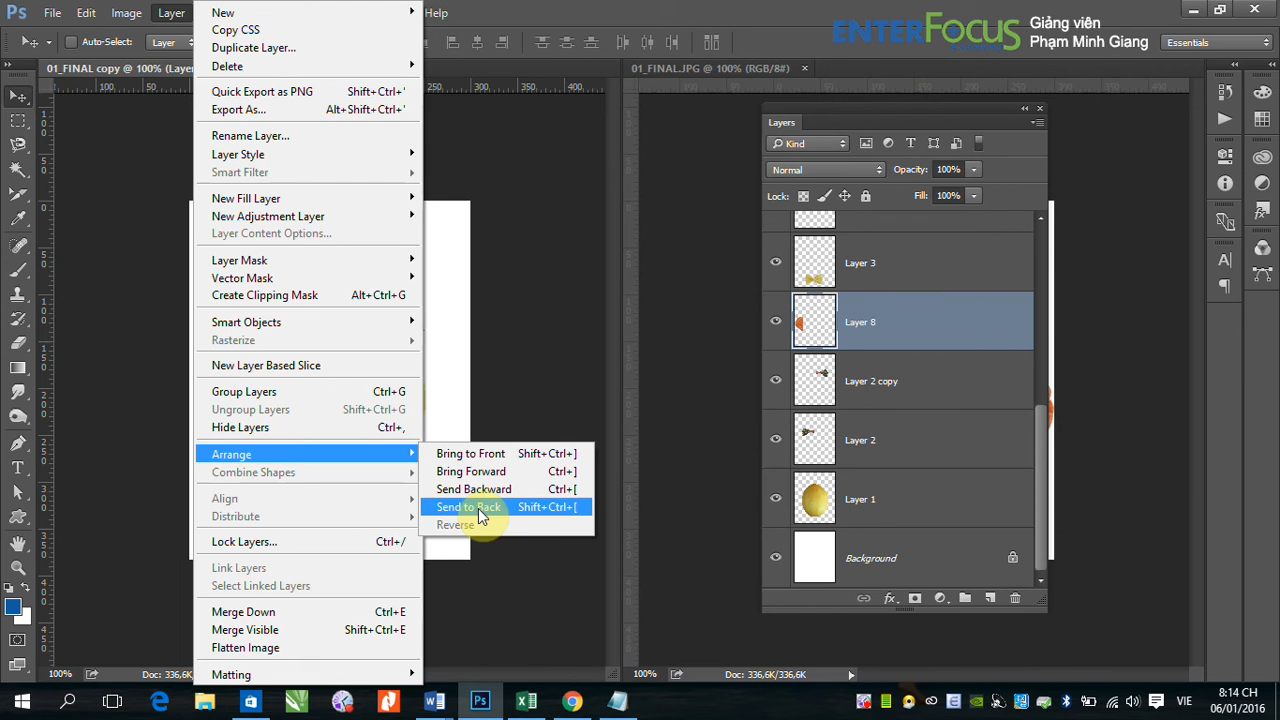 Ps File Edit Image Layer Help
ENTERFOCUS
Giảng viên
Phạm Minh Giang
Auto-Select: Layer
Essentials
01_FINAL copy @ 100% (Laye
01_FINAL.JPG @ 100% (RGB/8#)
New
Copy CSS
Duplicate Layer...
Delete
Quick Export as PNG Shift+Ctrl+'
Export As... Alt+Shift+Ctrl+'
Rename Layer...
Layer Style
Smart Filter
New Fill Layer
New Adjustment Layer
Layer Content Options...
Layer Mask
Vector Mask
Create Clipping Mask Alt+Ctrl+G
Smart Objects
Rasterize
New Layer Based Slice
Group Layers Ctrl+G
Ungroup Layers Shift+Ctrl+G
Hide Layers Ctrl+,
Arrange
Combine Shapes
Align
Distribute
Lock Layers... Ctrl+/
Link Layers
Select Linked Layers
Merge Down Ctrl+E
Merge Visible Shift+Ctrl+E
Flatten Image
Matting
Bring to Front Shift+Ctrl+]
Bring Forward Ctrl+]
Send Backward Ctrl+[
Send to Back Shift+Ctrl+[
Reverse
Layers
Kind
Normal Opacity: 100%
Lock: Fill: 100%
Layer 3
Layer 8
Layer 2 copy
Layer 2
Layer 1
Background
100% Doc: 336,6K
100% Doc: 336,6K/336,6K
VIE
8:14 CH
06/01/2016